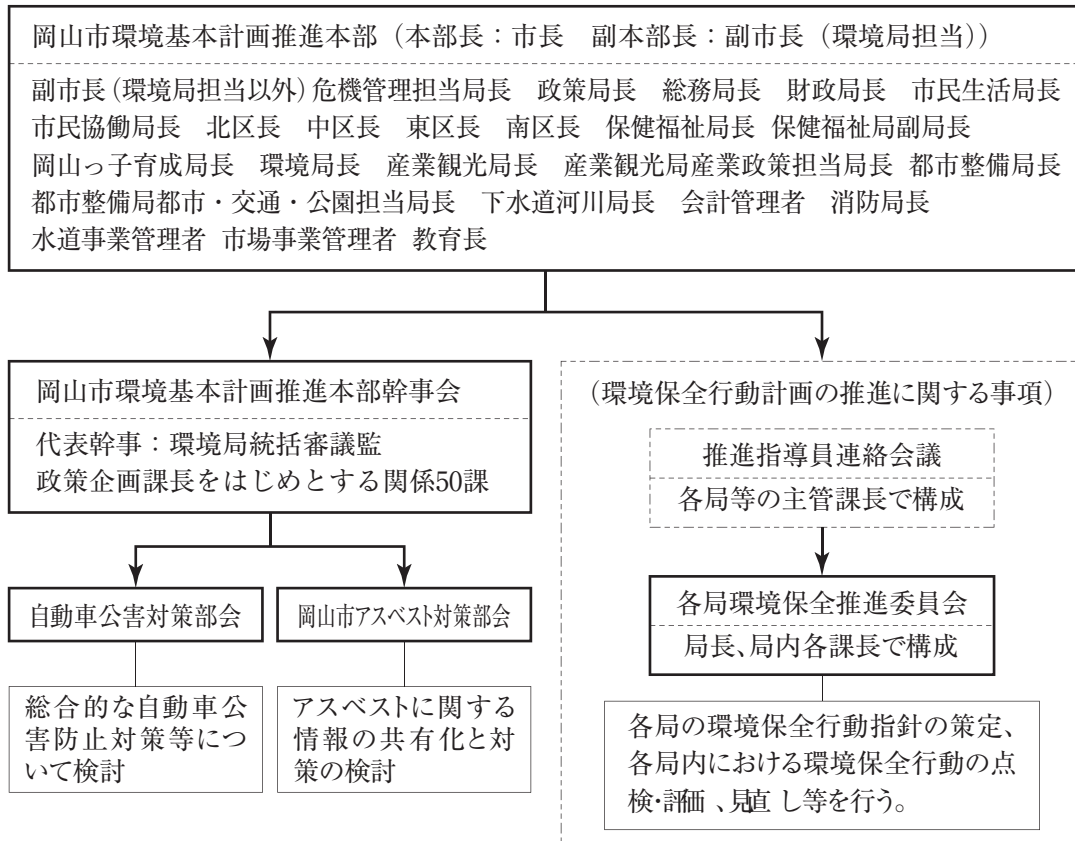 岡山市環境基本計画推進本部（本部長：市長　副本部長：副市長（環境局担当））
副市長（環境局担当以外）危機管理担当局長　政策局長　総務局長　財政局長　市民生活局長
市民協働局長　北区長　中区長　東区長　南区長　保健福祉局長　保健福祉局副局長
岡山っ子育成局長　環境局長　産業観光局長　産業観光局産業政策担当局長　都市整備局長
都市整備局都市・交通・公園担当局長　下水道河川局長　会計管理者　消防局長
水道事業管理者　市場事業管理者　教育長
岡山市環境基本計画推進本部幹事会
代表幹事：環境局統括審議監
政策企画課長をはじめとする関係50課
自動車公害対策部会
総合的な自動車公
害防止対策等につ
いて検討
岡山市アスベスト対策部会
アスベストに関する
情報の共有化と対
策の検討
（環境保全行動計画の推進に関する事項）
推進指導員連絡会議
各局等の主管課長で構成
各局環境保全推進委員会
局長、局内各課長で構成
各局の環境保全行動指針の策定、
各局内における環境保全行動の点
検・評価、見直し等を行う。